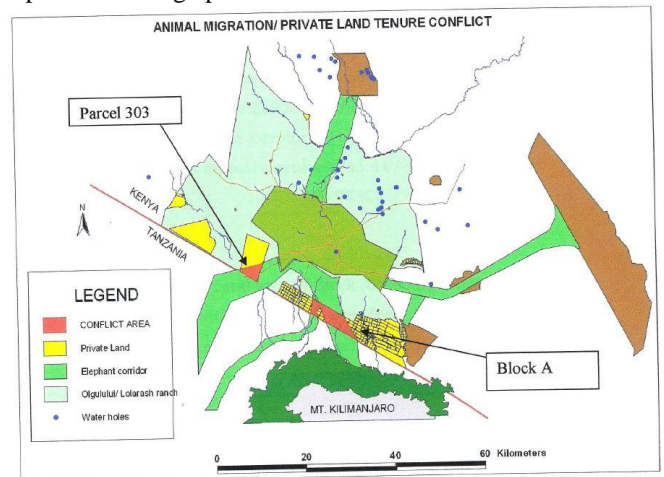 ANIMAL MIGRATION/ PRIVATE LAND TENURE CONFLICT
Parcel 303
KENYA
TANZANIA
N
LEGEND
CONFLICT AREA
Private Land
Elephant corridor
Olgulului/ Lolarash ranch
Water holes
Block A
MT. KILIMANJARO
0 20 40 60 Kilometers